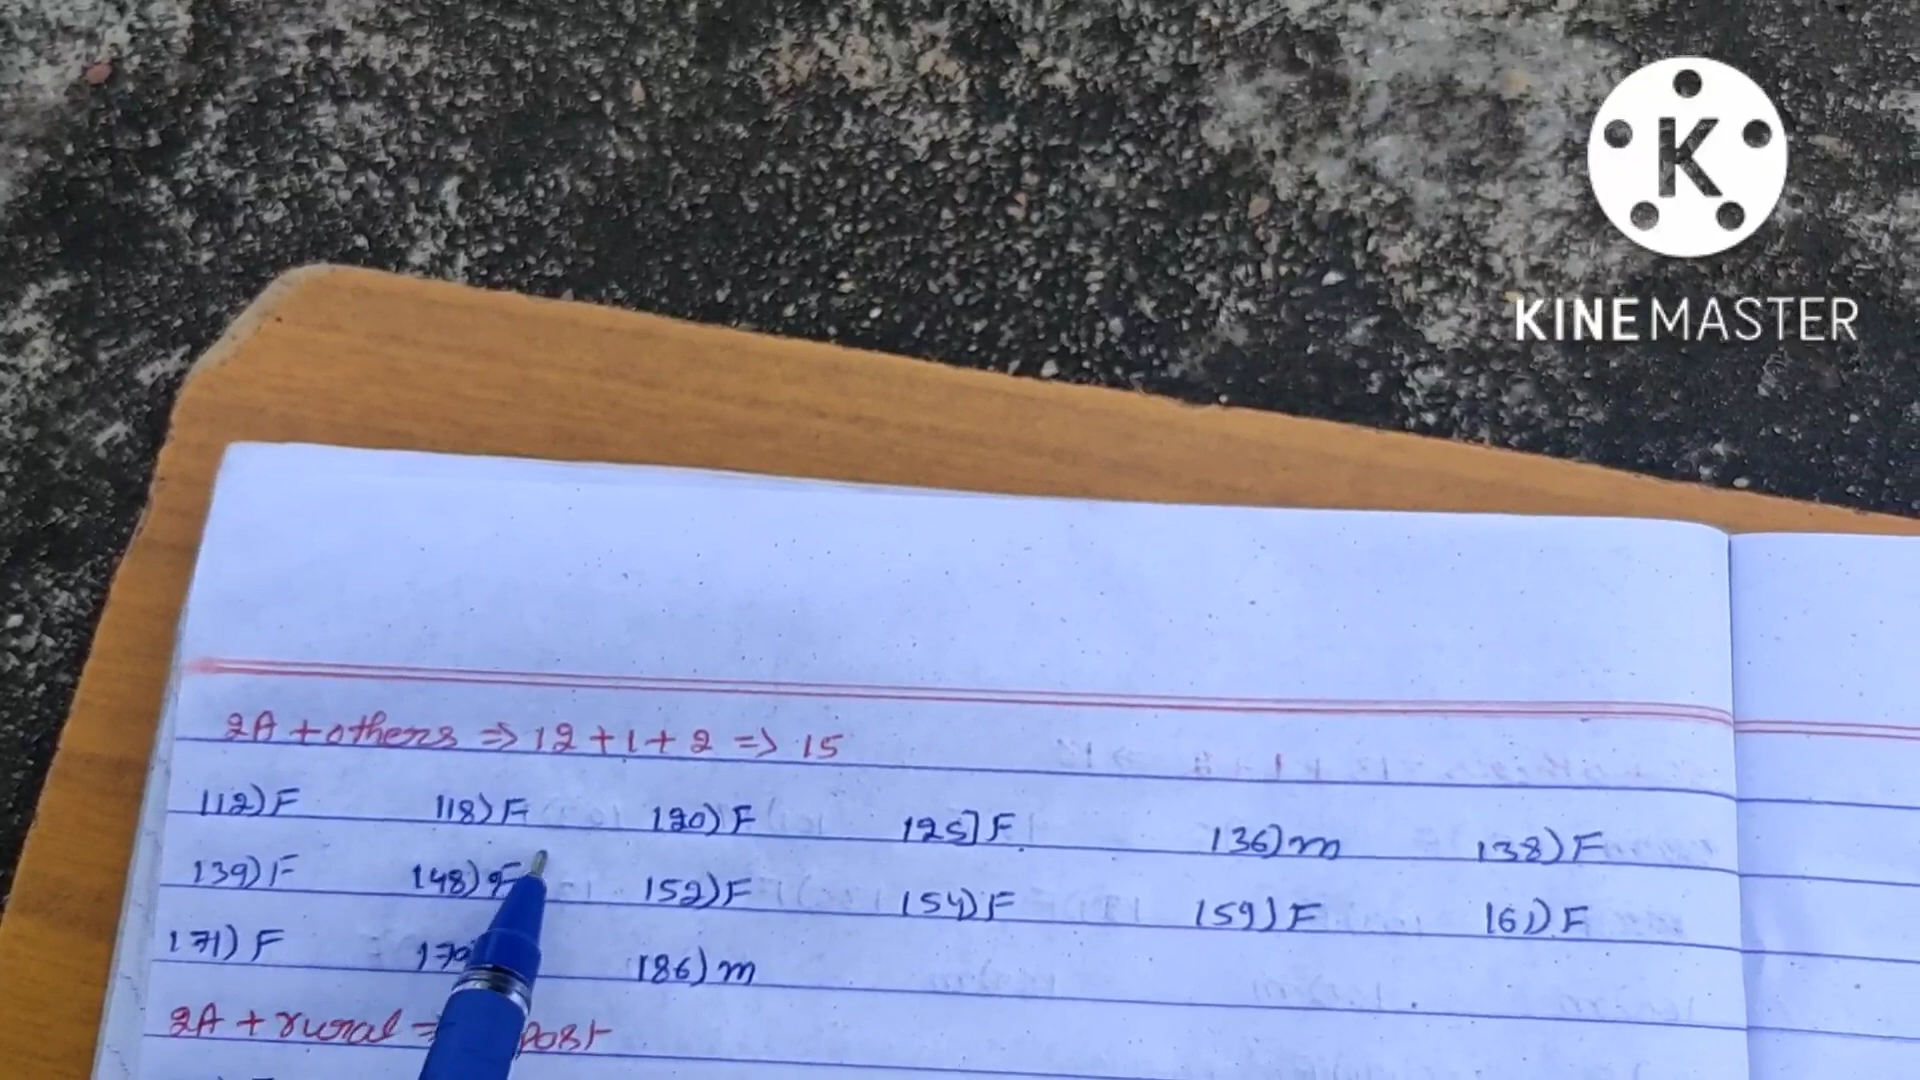 K
KINEMASTER
2A + others => 12 + 1 + 2 => 15
112) F 118) F 120) F 125] F 136) m 138) F
139) F 148) F 152) F 154) F 159) F 161) F
171) F 186) m
2A + rural => post